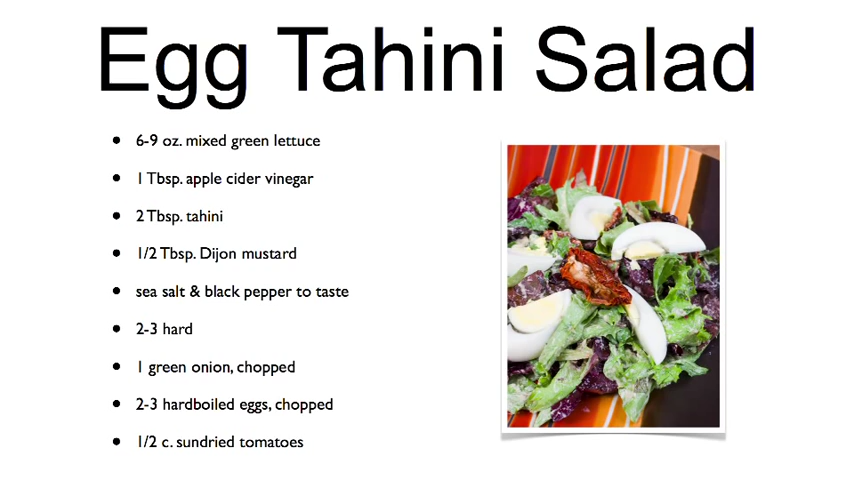 Egg Tahini Salad
• 6-9 oz. mixed green lettuce
• 1 Tbsp. apple cider vinegar
• 2 Tbsp. tahini
• 1/2 Tbsp. Dijon mustard
• sea salt & black pepper to taste
• 2-3 hard
• 1 green onion, chopped
• 2-3 hardboiled eggs, chopped
• 1/2 c. sundried tomatoes